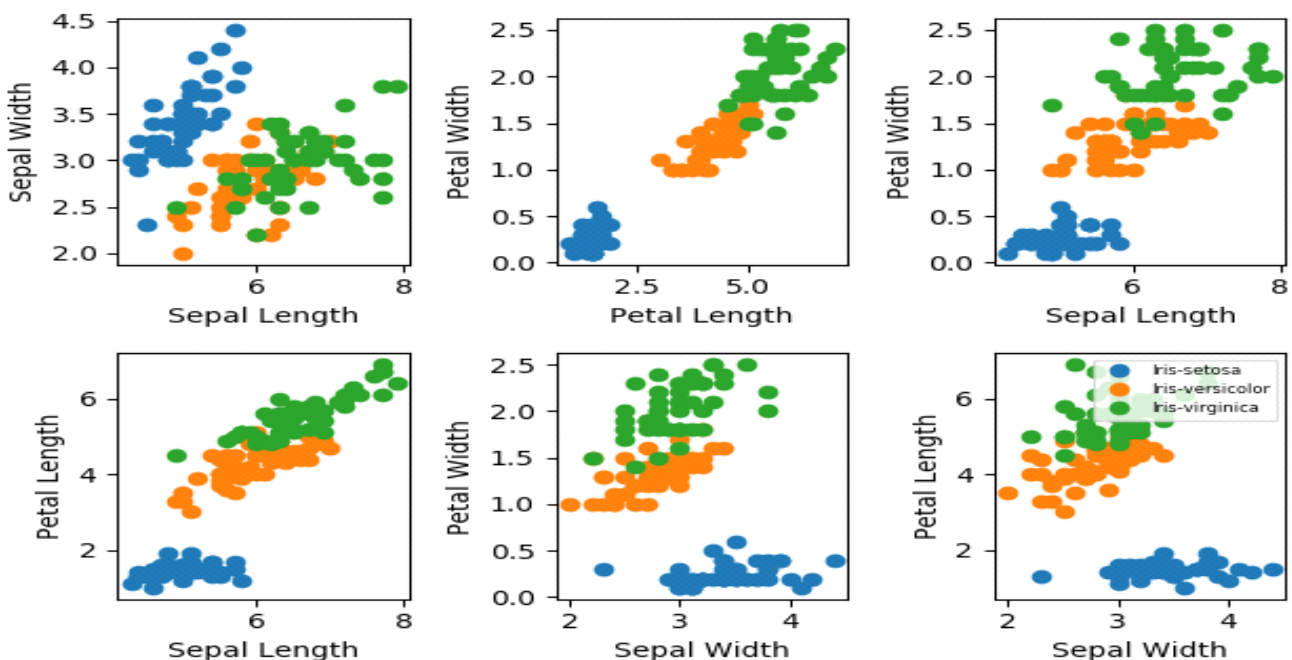 4.5
4.0
3.5
3.0
2.5
2.0
Sepal Width
6 8
Sepal Length
2.5
2.0
1.5
1.0
0.5
0.0
Petal Width
2.5 5.0
Petal Length
2.5
2.0
1.5
1.0
0.5
0.0
Petal Width
6 8
Sepal Length
6
4
2
Petal Length
6 8
Sepal Length
2.5
2.0
1.5
1.0
0.5
0.0
Petal Width
2 3 4
Sepal Width
6
4
2
Petal Length
Iris-setosa
Iris-versicolor
Iris-virginica
2 3 4
Sepal Width